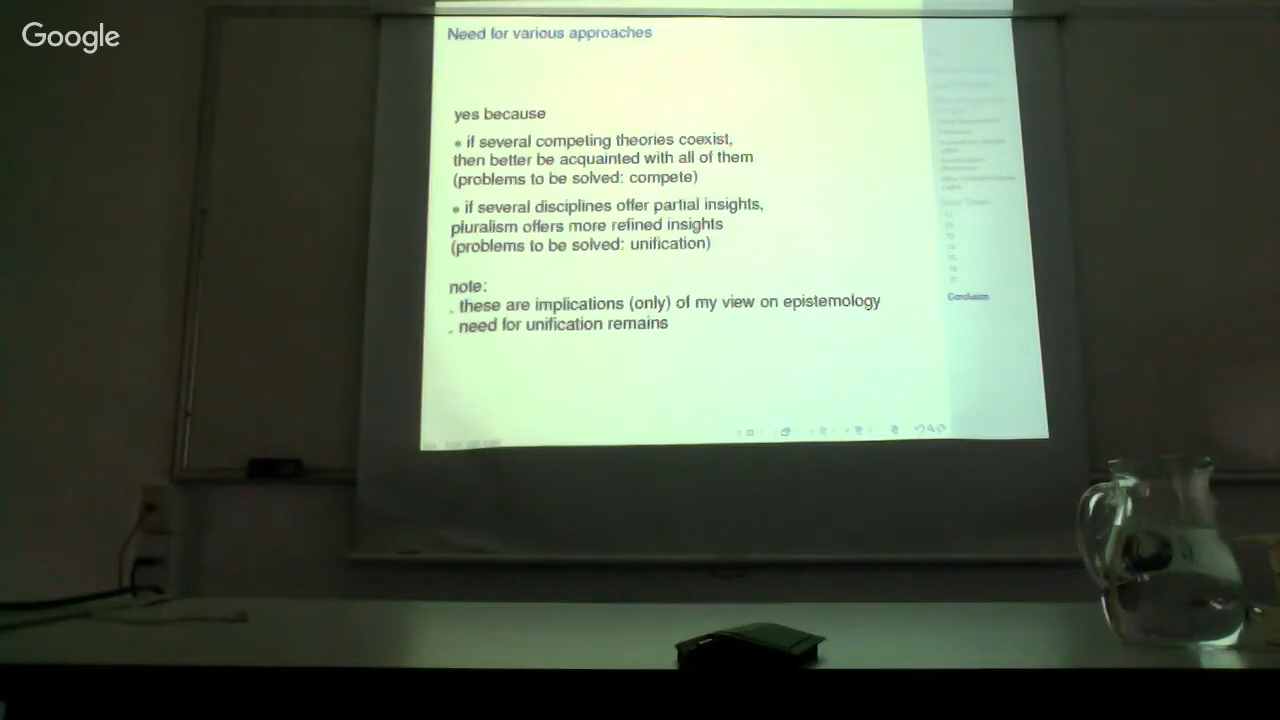 Google
Need for various approaches
yes because
* if several competing theories coexist,
then better be acquainted with all of them
(problems to be solved: compete)
* if several disciplines offer partial insights,
pluralism offers more refined insights
(problems to be solved: unification)
note:
. these are implications (only) of my view on epistemology
. need for unification remains
Conclusion